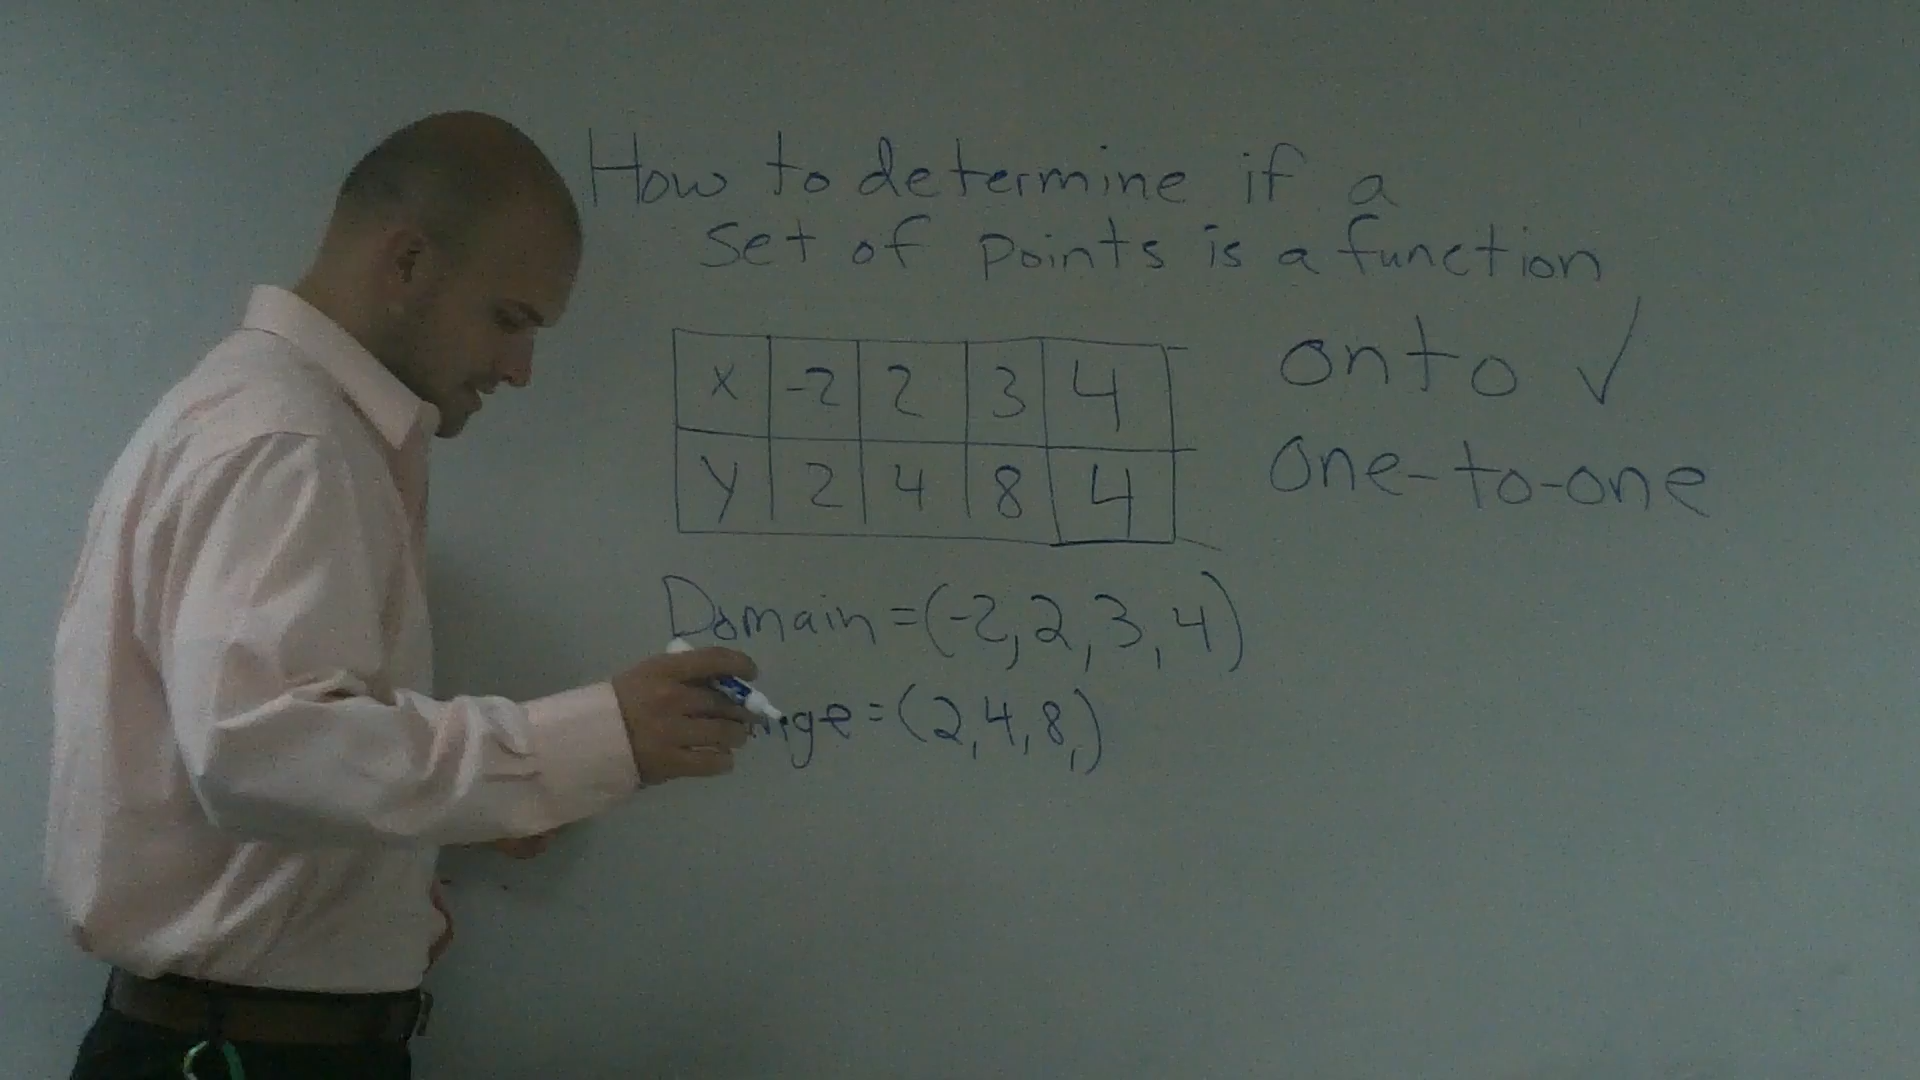 How to determine if a
set of points is a function
x -2 2 3 4
y 2 4 8 4
onto ✓
one-to-one
Domain = (-2, 2, 3, 4)
= (2, 4, 8, )